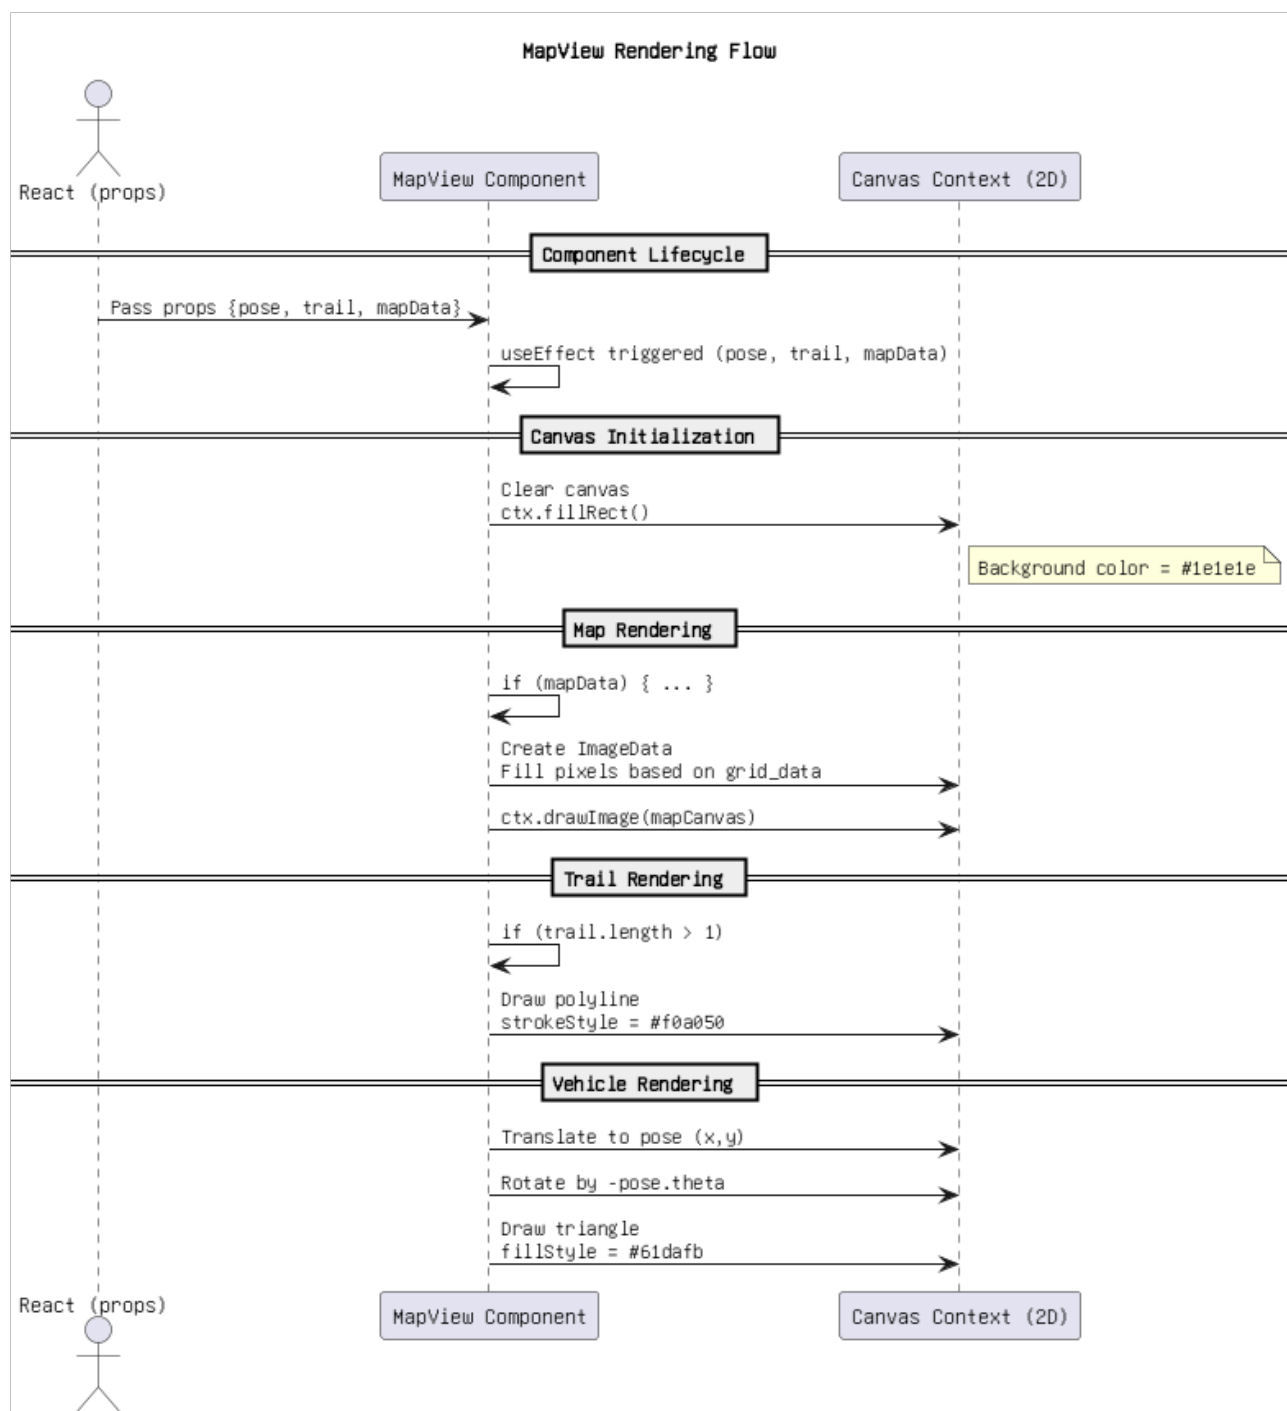 MapView Rendering Flow
React (props)
MapView Component
Canvas Context (2D)
Component Lifecycle
Pass props {pose, trail, mapData}
useEffect triggered (pose, trail, mapData)
Canvas Initialization
Clear canvas
ctx.fillRect()
Background color = #1e1e1e
Map Rendering
if (mapData) { ... }
Create ImageData
Fill pixels based on grid_data
ctx.drawImage(mapCanvas)
Trail Rendering
if (trail.length > 1)
Draw polyline
strokeStyle = #f0a050
Vehicle Rendering
Translate to pose (x,y)
Rotate by -pose.theta
Draw triangle
fillStyle = #61dafb
React (props)
MapView Component
Canvas Context (2D)